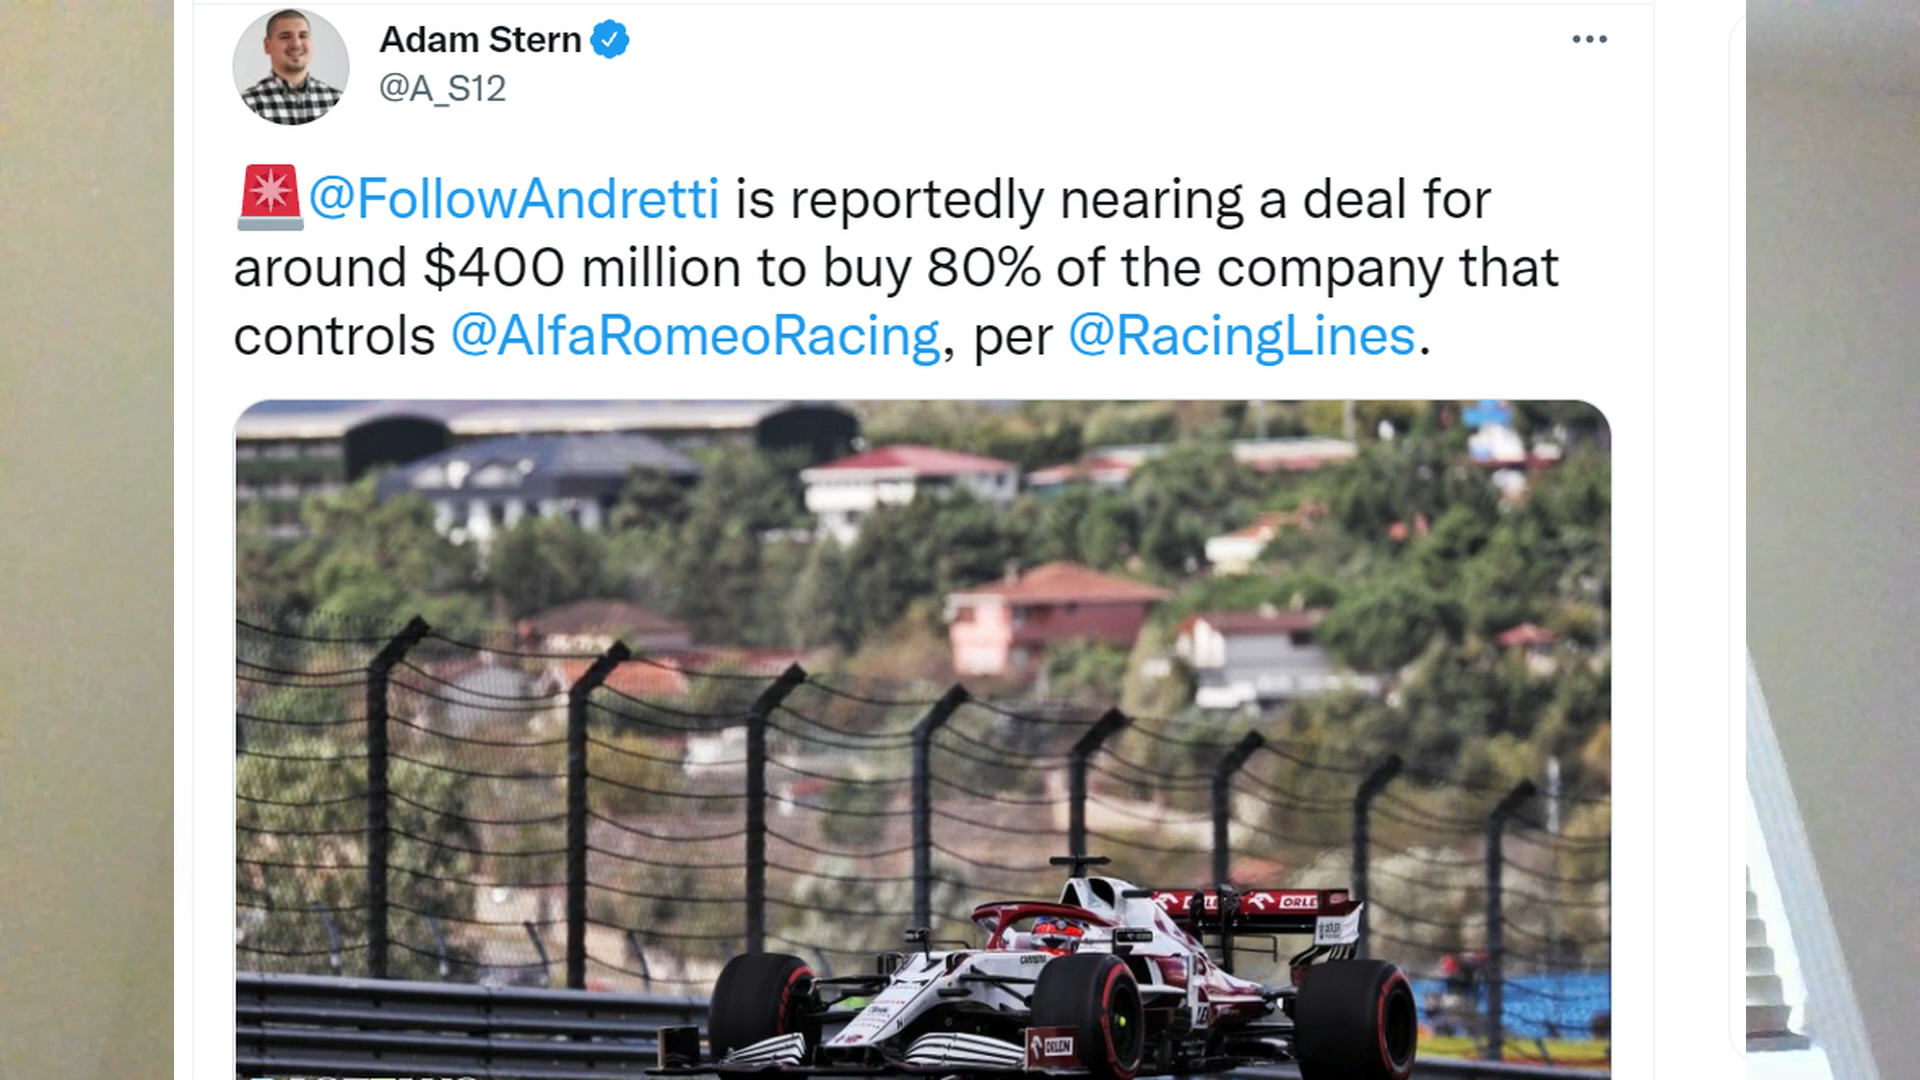 Adam Stern
@A_S12
🚨@FollowAndretti is reportedly nearing a deal for
around $400 million to buy 80% of the company that
controls @AlfaRomeoRacing, per @RacingLines.
ORLEN